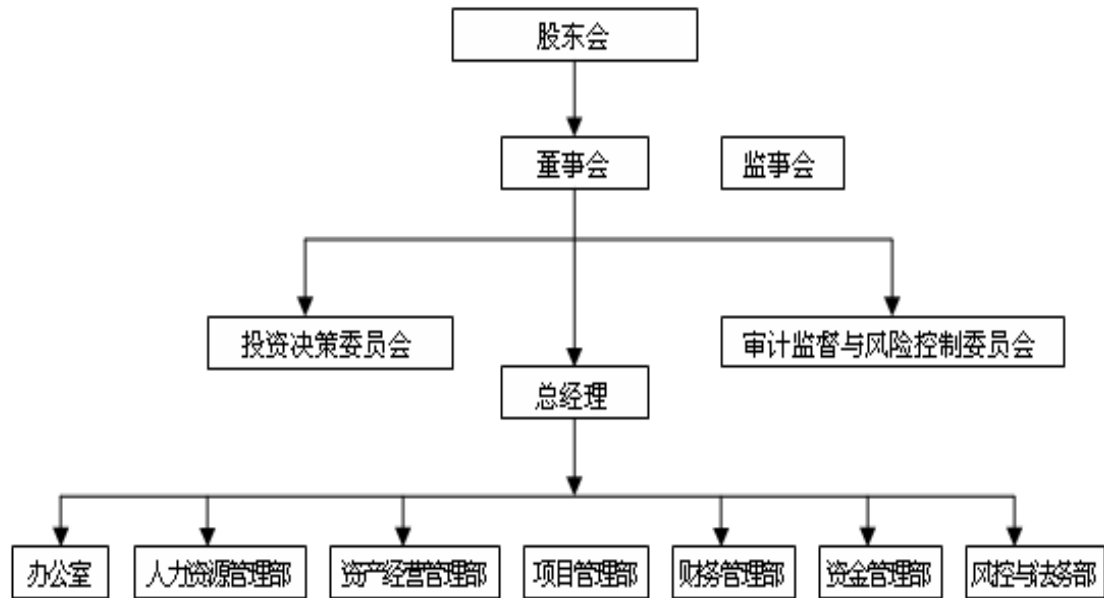 股东会
董事会
监事会
投资决策委员会
审计监督与风险控制委员会
总经理
办公室
人力资源管理部
资产经营管理部
项目管理部
财务管理部
资金管理部
风控与法务部